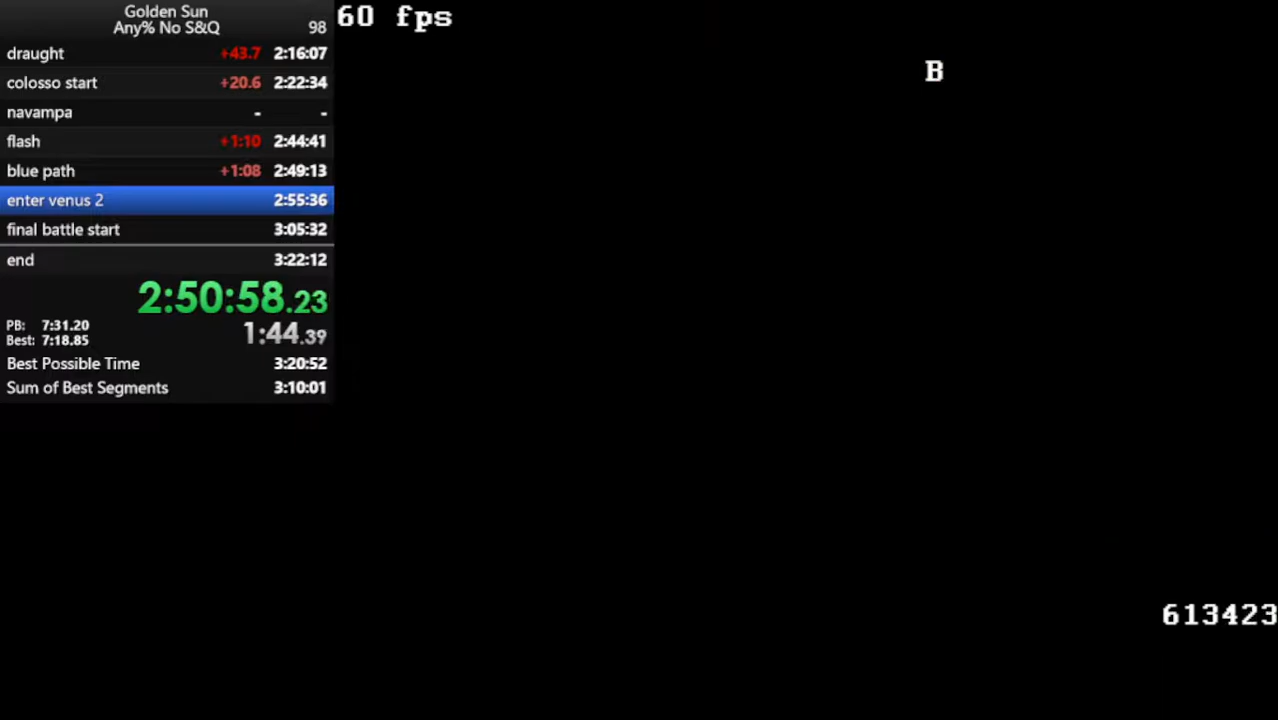 Golden Sun
Any% No S&Q 98
draught +43.7 2:16:07
colosso start +20.6 2:22:34
navampa - -
flash +1:10 2:44:41
blue path +1:08 2:49:13
enter venus 2 2:55:36
final battle start 3:05:32
end 3:22:12
2:50:58.23
PB: 7:31.20
Best: 7:18.85
1:44.39
Best Possible Time 3:20:52
Sum of Best Segments 3:10:01
60 fps
B
613423